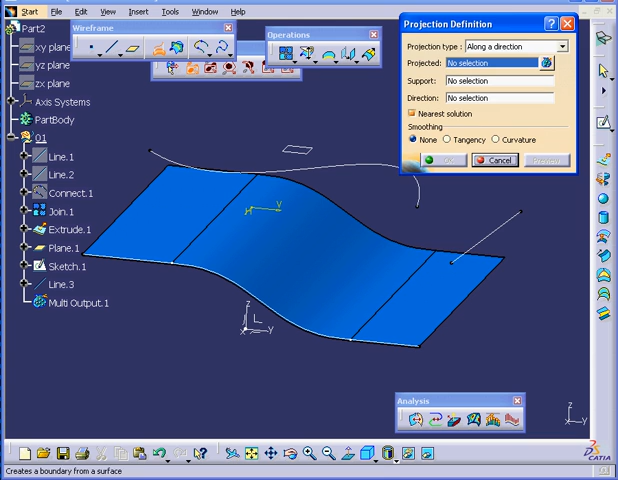 Start File Edit View Insert Tools Window Help
Part2
xy plane
yz plane
zx plane
Axis Systems
PartBody
01
Line.1
Line.2
Connect.1
Join.1
Extrude.1
Plane.1
Sketch.1
Line.3
Multi Output.1
Wireframe
Operations
Projection Definition
Projection type : Along a direction
Projected: No selection
Support: No selection
Direction: No selection
Nearest solution
Smoothing
None Tangency Curvature
Cancel Preview
V
H
z
x
y
z
x
y
Analysis
CATIA
Creates a boundary from a surface